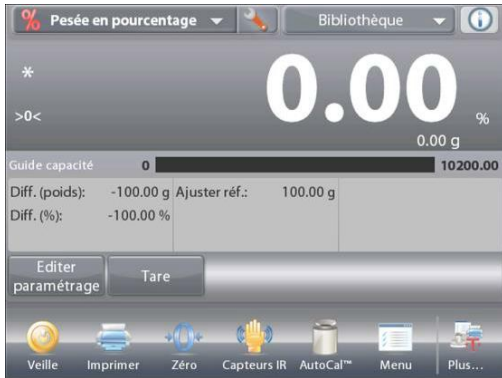 % Pesée en pourcentage Bibliothèque i
*
0.00 %
>0<
0.00 g
Guide capacité 0 10200.00
Diff. (poids): -100.00 g Ajuster réf.: 100.00 g
Diff. (%): -100.00 %
Editer paramétrage
Tare
Veille Imprimer Zéro Capteurs IR AutoCal™ Menu Plus...